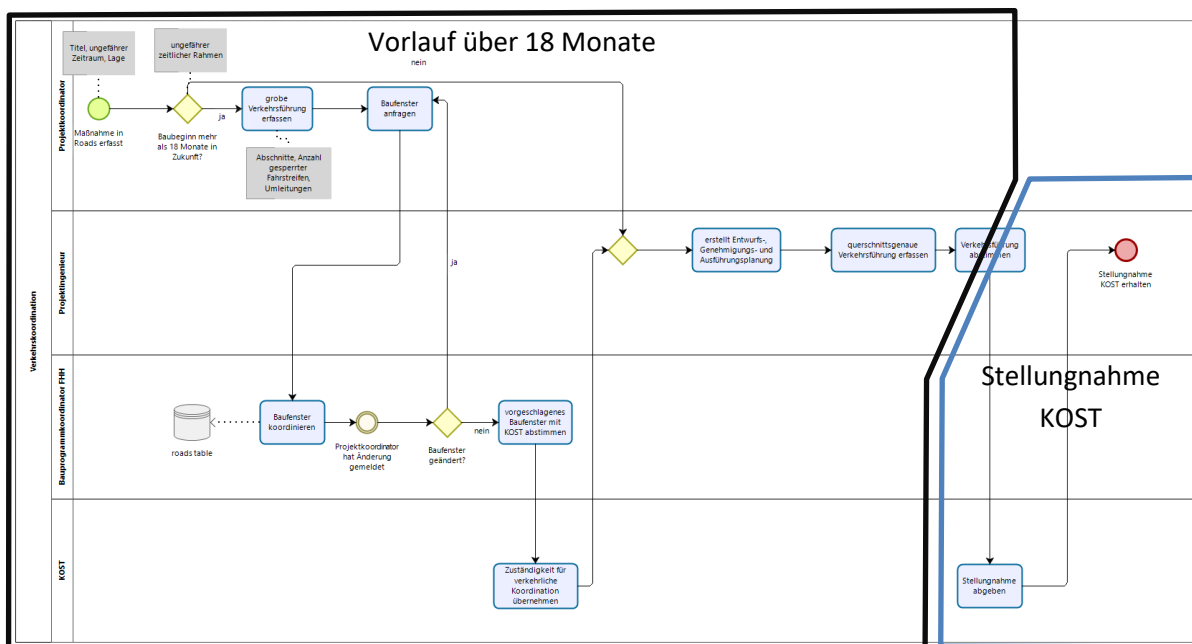 Vorlauf über 18 Monate
Verkehrskoordination
Projektkoordinator
Titel, ungefährer
Zeitraum, Lage
ungefährer
zeitlicher Rahmen
nein
Maßnahme in
Roads erfasst
Baubeginn mehr
als 18 Monate in
Zukunft?
ja
grobe
Verkehrsführung
erfassen
Baufenster
anfragen
Abschnitte, Anzahl
gesperrter
Fahrstreifen,
Umleitungen
Projektingenieur
ja
erstellt Entwurfs-,
Genehmigungs- und
Ausführungsplanung
querschnittsgenaue
Verkehrsführung erfassen
Verkehrsführung
abstimmen
Stellungnahme
KOST erhalten
Bauprogrammkoordinator FHH
roads table
Baufenster
koordinieren
Projektkoordinator
hat Änderung
gemeldet
Baufenster
geändert?
nein
vorgeschlagenes
Baufenster mit
KOST abstimmen
Stellungnahme
KOST
KOST
Zuständigkeit für
verkehrliche
Koordination
übernehmen
Stellungnahme
abgeben